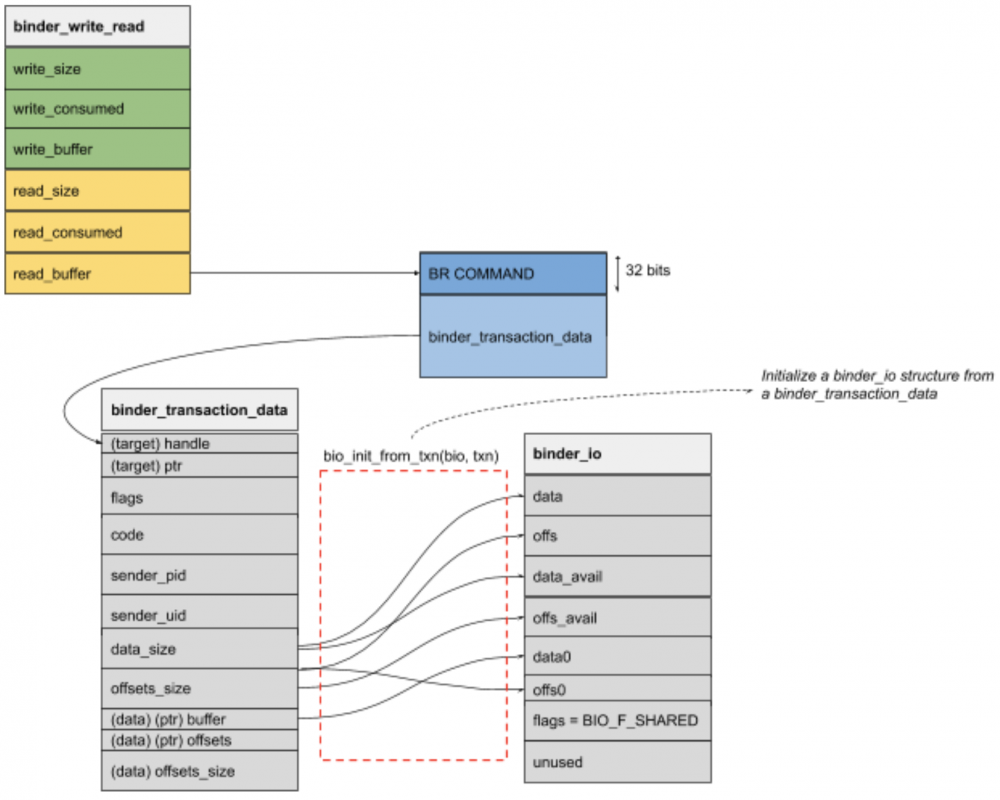 binder_write_read
write_size
write_consumed
write_buffer
read_size
read_consumed
read_buffer
BR COMMAND
32 bits
binder_transaction_data
Initialize a binder_io structure from
a binder_transaction_data
binder_transaction_data
(target) handle
(target) ptr
flags
code
sender_pid
sender_uid
data_size
offsets_size
(data) (ptr) buffer
(data) (ptr) offsets
(data) offsets_size
bio_init_from_txn(bio, txn)
binder_io
data
offs
data_avail
offs_avail
data0
offs0
flags = BIO_F_SHARED
unused